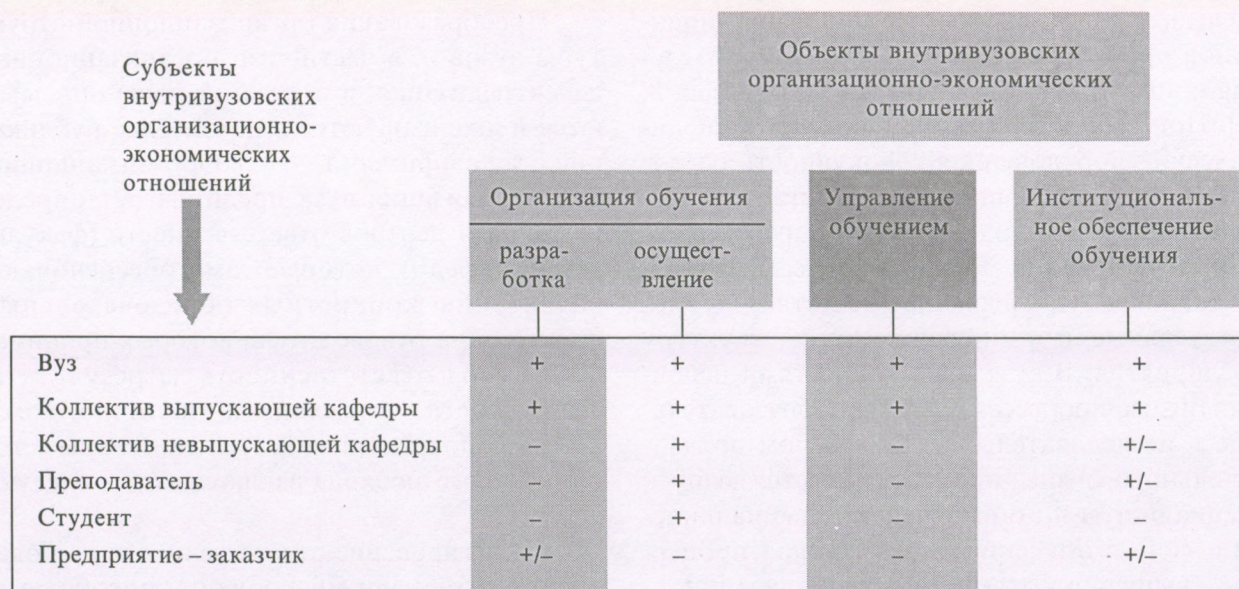 Субъекты
внутривузовских
организационно-
экономических
отношений
Объекты внутривузовских
организационно-экономических
отношений
Организация обучения
разра-
ботка
осущест-
вление
Управление
обучением
Институциональ-
ное обеспечение
обучения
Вуз + + + +
Коллектив выпускающей кафедры + + + +
Коллектив невыпускающей кафедры – + – +/–
Преподаватель – + – +/–
Студент – + – –
Предприятие - заказчик +/– – – +/–